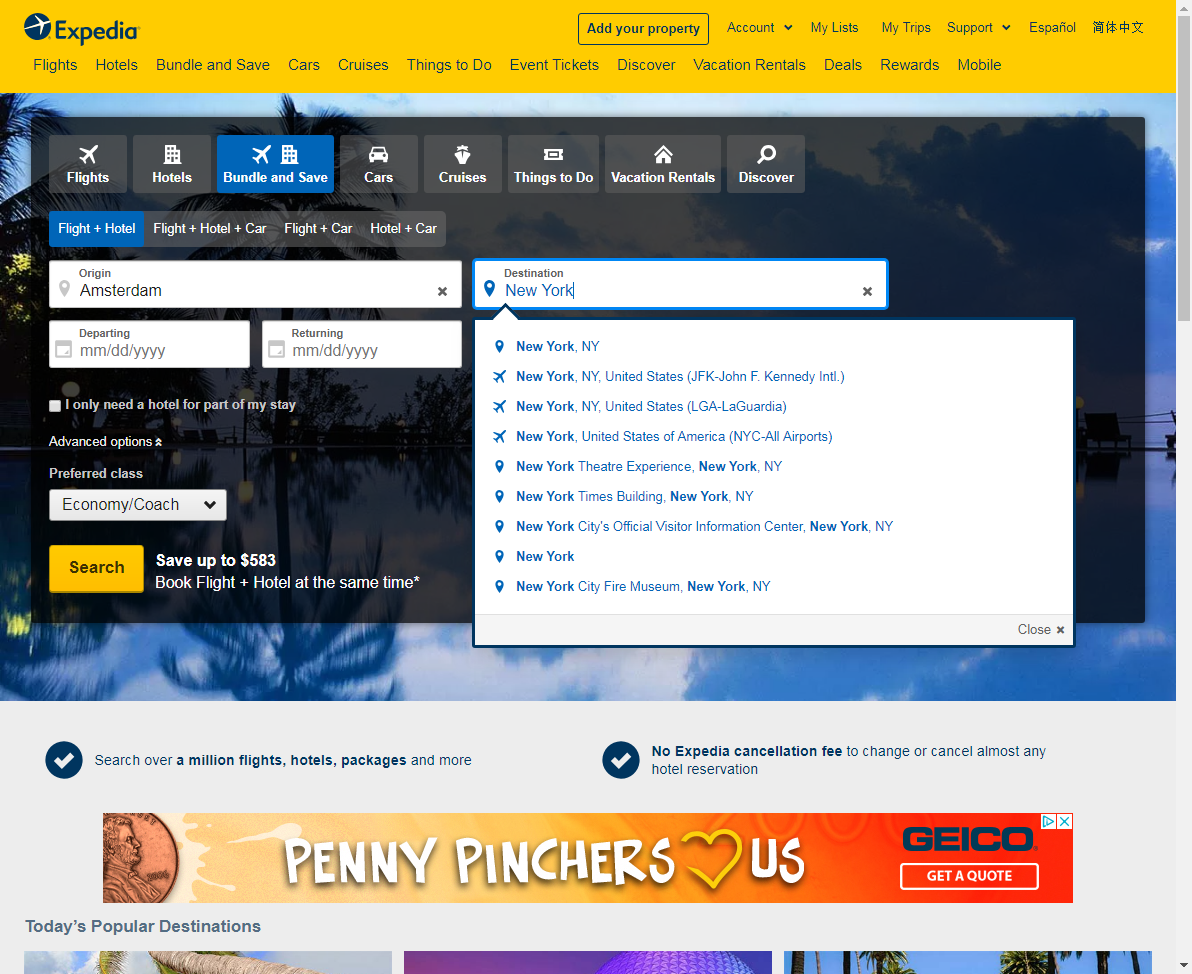 Expedia
Add your property
Account
My Lists
My Trips
Support
Español
简体中文
Flights
Hotels
Bundle and Save
Cars
Cruises
Things to Do
Event Tickets
Discover
Vacation Rentals
Deals
Rewards
Mobile
Flights
Hotels
Bundle and Save
Cars
Cruises
Things to Do
Vacation Rentals
Discover
Flight + Hotel
Flight + Hotel + Car
Flight + Car
Hotel + Car
Origin
Amsterdam
Destination
New York
Departing
mm/dd/yyyy
Returning
mm/dd/yyyy
I only need a hotel for part of my stay
Advanced options
Preferred class
Economy/Coach
Search
Save up to $583
Book Flight + Hotel at the same time*
New York, NY
New York, NY, United States (JFK-John F. Kennedy Intl.)
New York, NY, United States (LGA-LaGuardia)
New York, United States of America (NYC-All Airports)
New York Theatre Experience, New York, NY
New York Times Building, New York, NY
New York City's Official Visitor Information Center, New York, NY
New York
New York City Fire Museum, New York, NY
Close
Search over a million flights, hotels, packages and more
No Expedia cancellation fee to change or cancel almost any
hotel reservation
PENNY PINCHERS US
GEICO
GET A QUOTE
Today's Popular Destinations